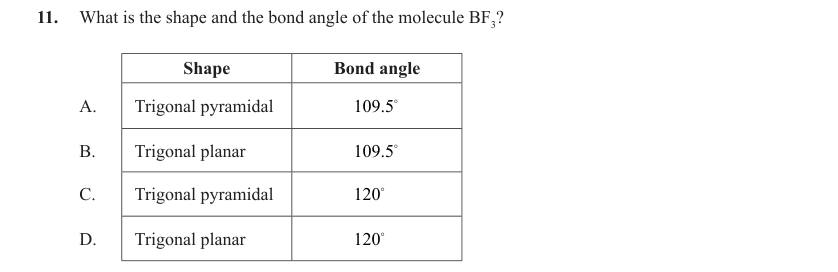 11. What is the shape and the bond angle of the molecule BF₃?
Shape Bond angle
A. Trigonal pyramidal 109.5°
B. Trigonal planar 109.5°
C. Trigonal pyramidal 120°
D. Trigonal planar 120°